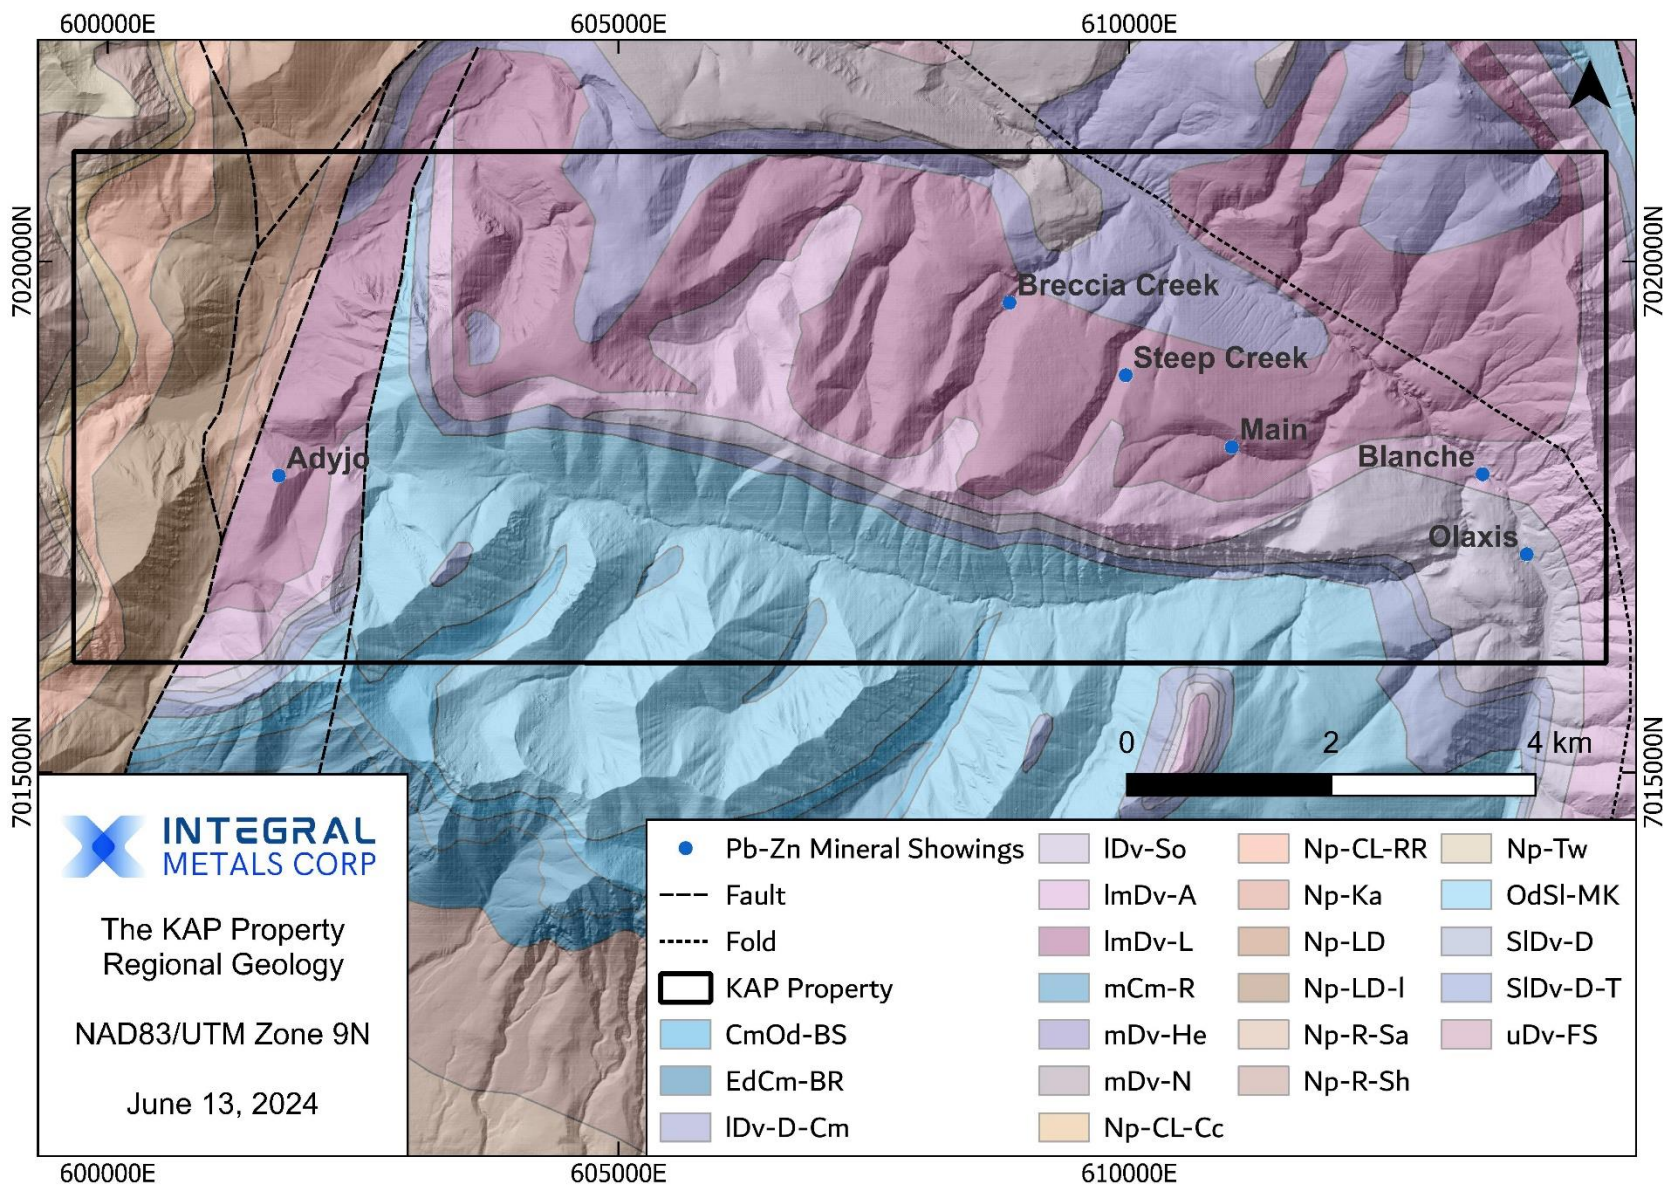 600000E
605000E
610000E
7020000N
7020000N
Breccia Creek
Steep Creek
Main
Adyjo
Blanche
Olaxis
7015000N
7015000N
0
2
4 km
INTEGRAL
METALS CORP
The KAP Property
Regional Geology
NAD83/UTM Zone 9N
June 13, 2024
Pb-Zn Mineral Showings
Fault
Fold
KAP Property
CmOd-BS
EdCm-BR
lDv-D-Cm
lDv-So
lmDv-A
lmDv-L
mCm-R
mDv-He
mDv-N
Np-CL-Cc
Np-CL-RR
Np-Ka
Np-LD
Np-LD-l
Np-R-Sa
Np-R-Sh
Np-Tw
OdSl-MK
SlDv-D
SlDv-D-T
uDv-FS
600000E
605000E
610000E